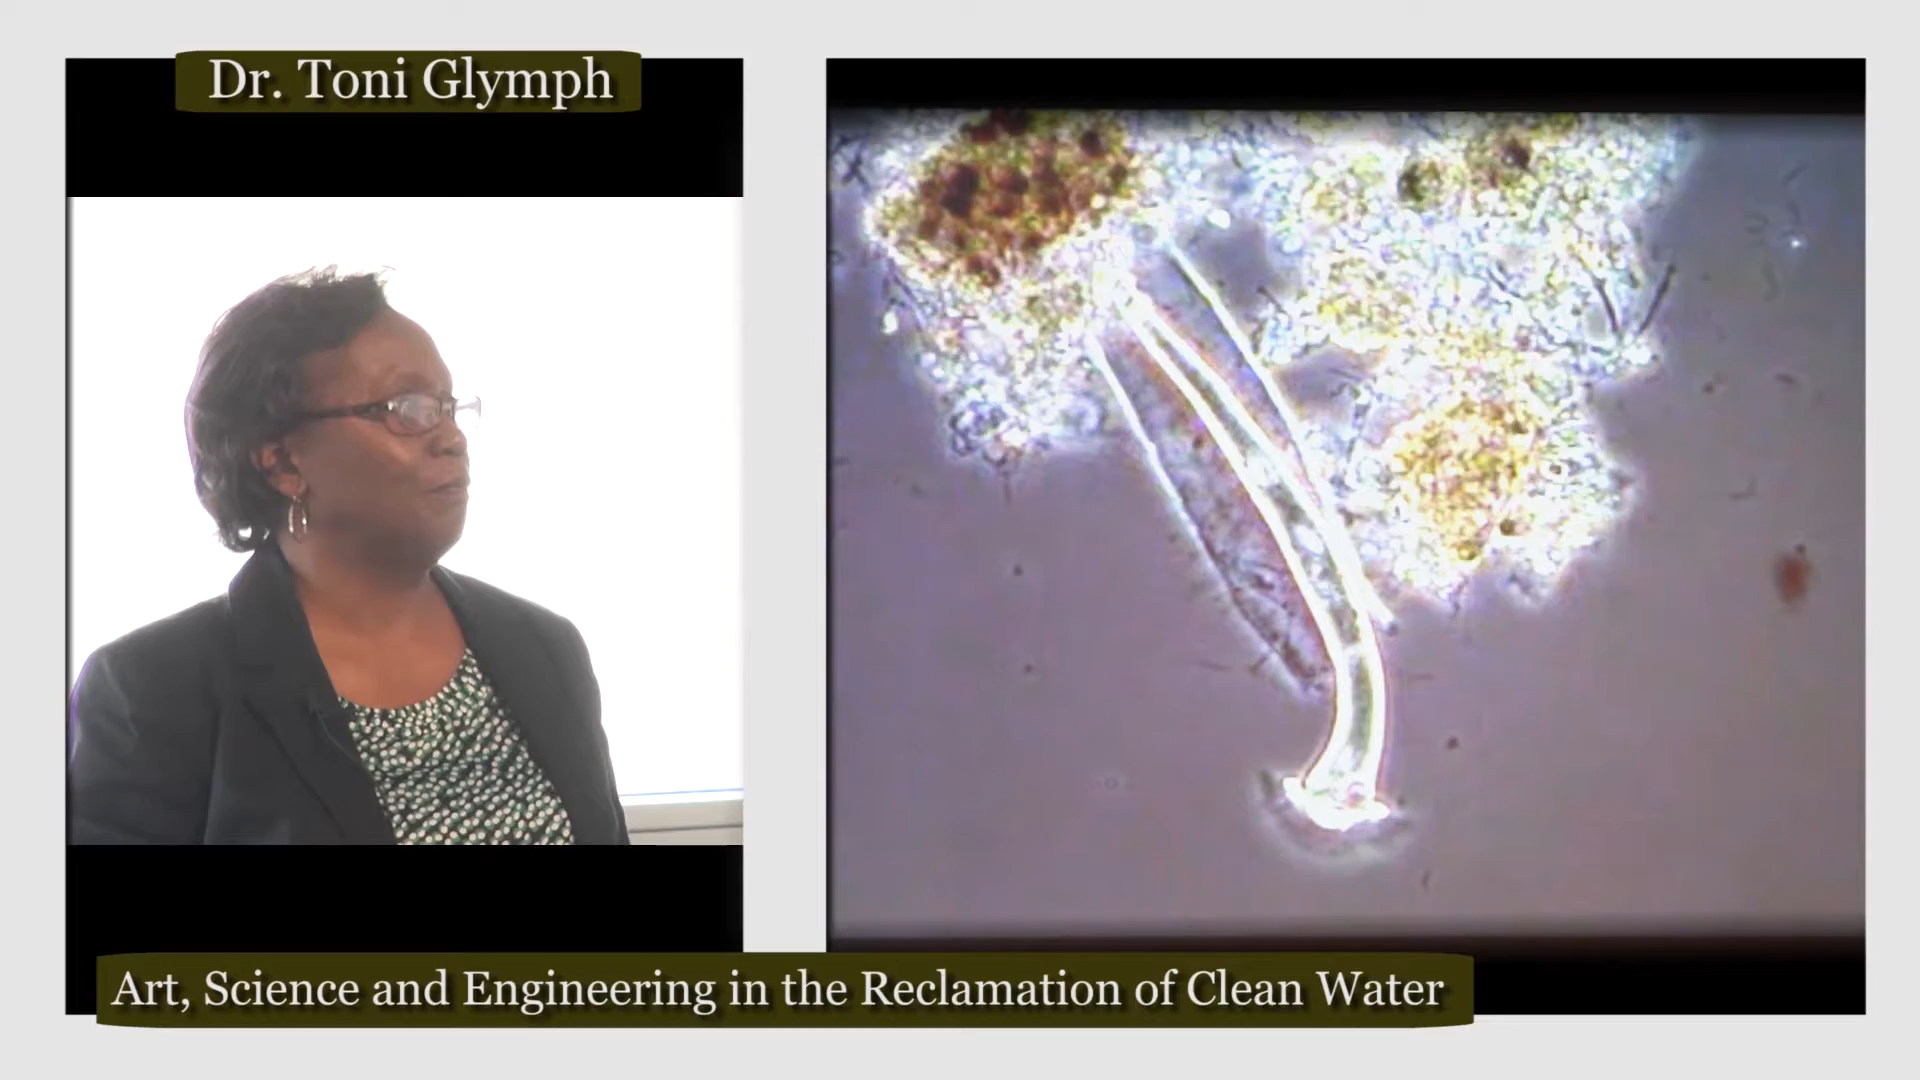 Dr. Toni Glymph
Art, Science and Engineering in the Reclamation of Clean Water